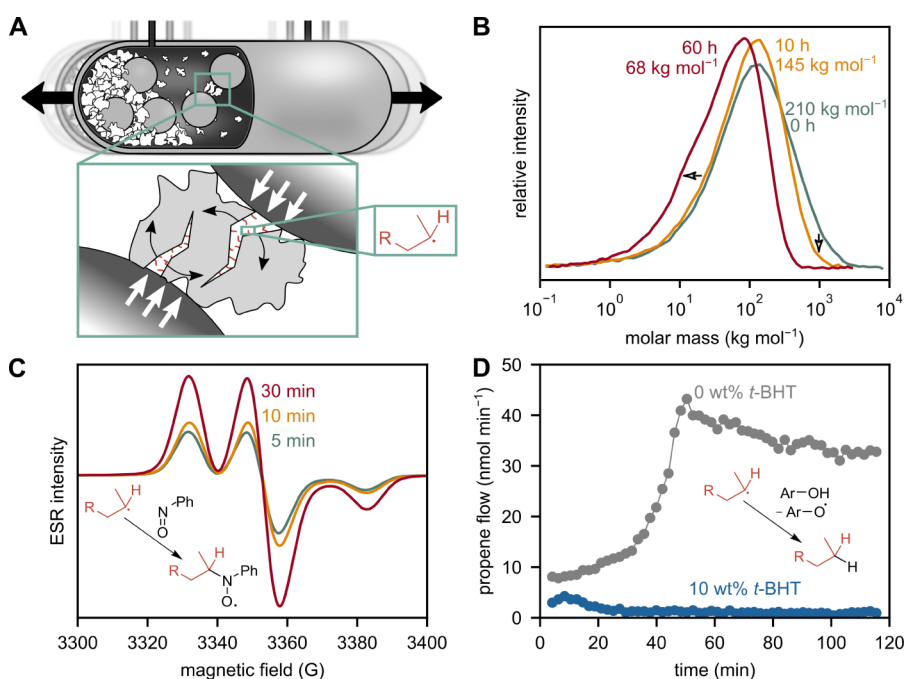 A
R
H
B
60 h
68 kg mol⁻¹
10 h
145 kg mol⁻¹
210 kg mol⁻¹
0 h
relative intensity
10⁻¹ 10⁰ 10¹ 10² 10³ 10⁴
molar mass (kg mol⁻¹)
C
30 min
10 min
5 min
ESR intensity
R
H
Ph
N
O
R
H
N
Ph
O·
3300 3320 3340 3360 3380 3400
magnetic field (G)
D
50
40
30
20
10
0
propene flow (nmol min⁻¹)
0 wt% t-BHT
R
H
Ar–OH
– Ar–O·
R
H
H
10 wt% t-BHT
0 20 40 60 80 100 120
time (min)